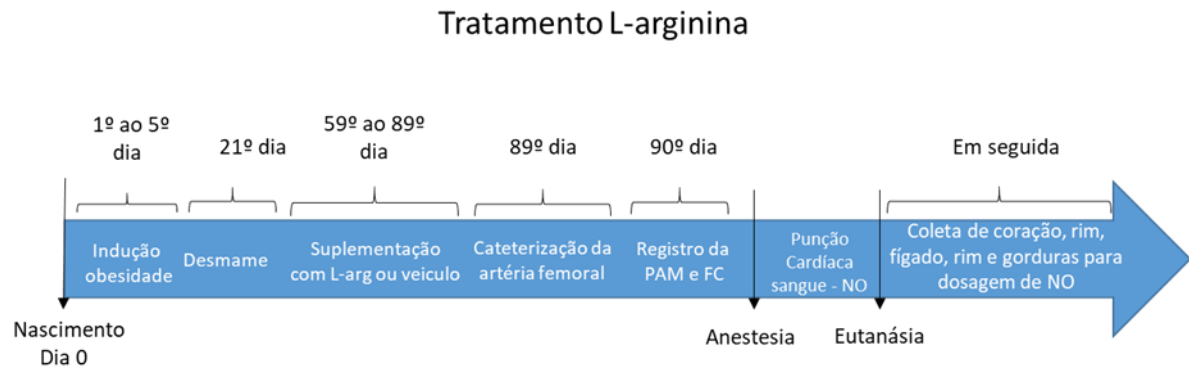 Tratamento L-arginina
1º ao 5º
dia
21º dia
59º ao 89º
dia
89º dia
90º dia
Em seguida
Indução
obesidade
Desmame
Suplementação
com L-arg ou veiculo
Cateterização da
artéria femoral
Registro da
PAM e FC
Punção
Cardíaca
sangue - NO
Coleta de coração, rim,
fígado, rim e gorduras para
dosagem de NO
Nascimento
Dia 0
Anestesia
Eutanásia